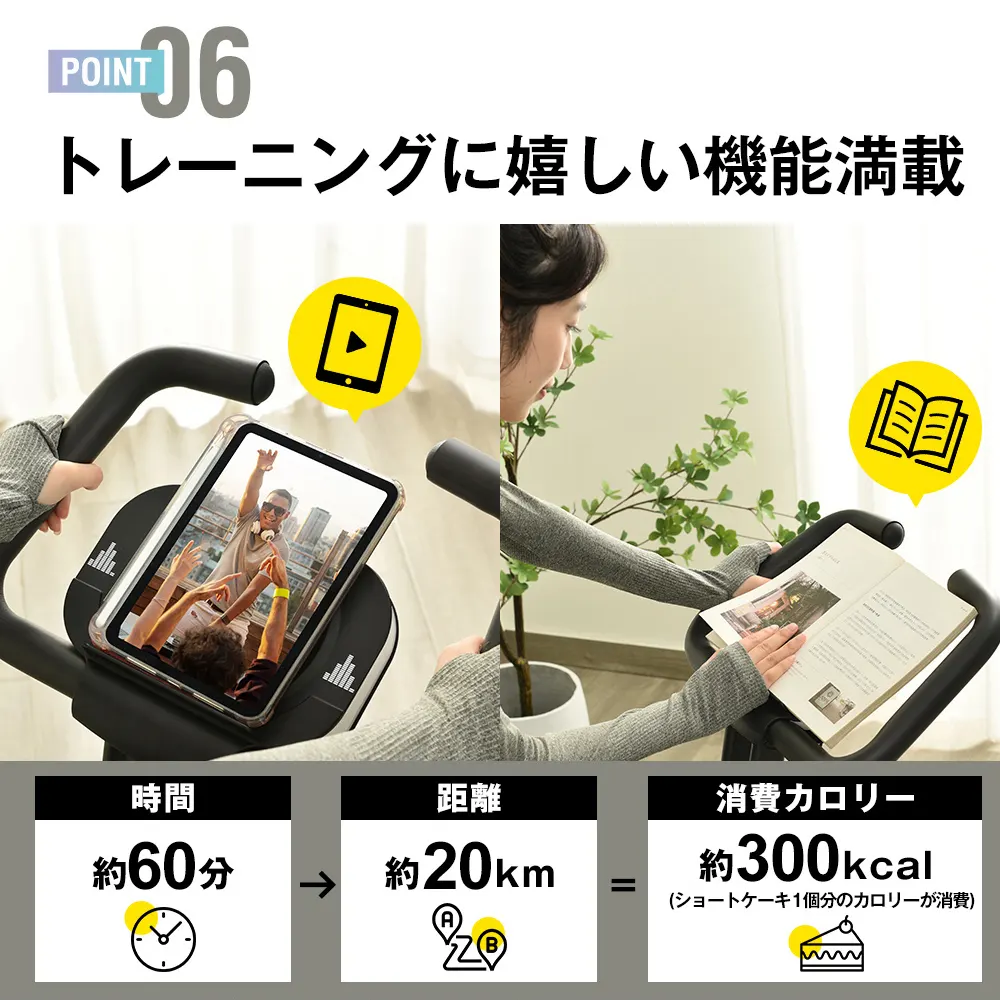 POINT 06
トレーニングに嬉しい機能満載
時間
約60分
→
距離
約20km
=
消費カロリー
約300kcal
(ショートケーキ1個分のカロリーが消費)
A
B